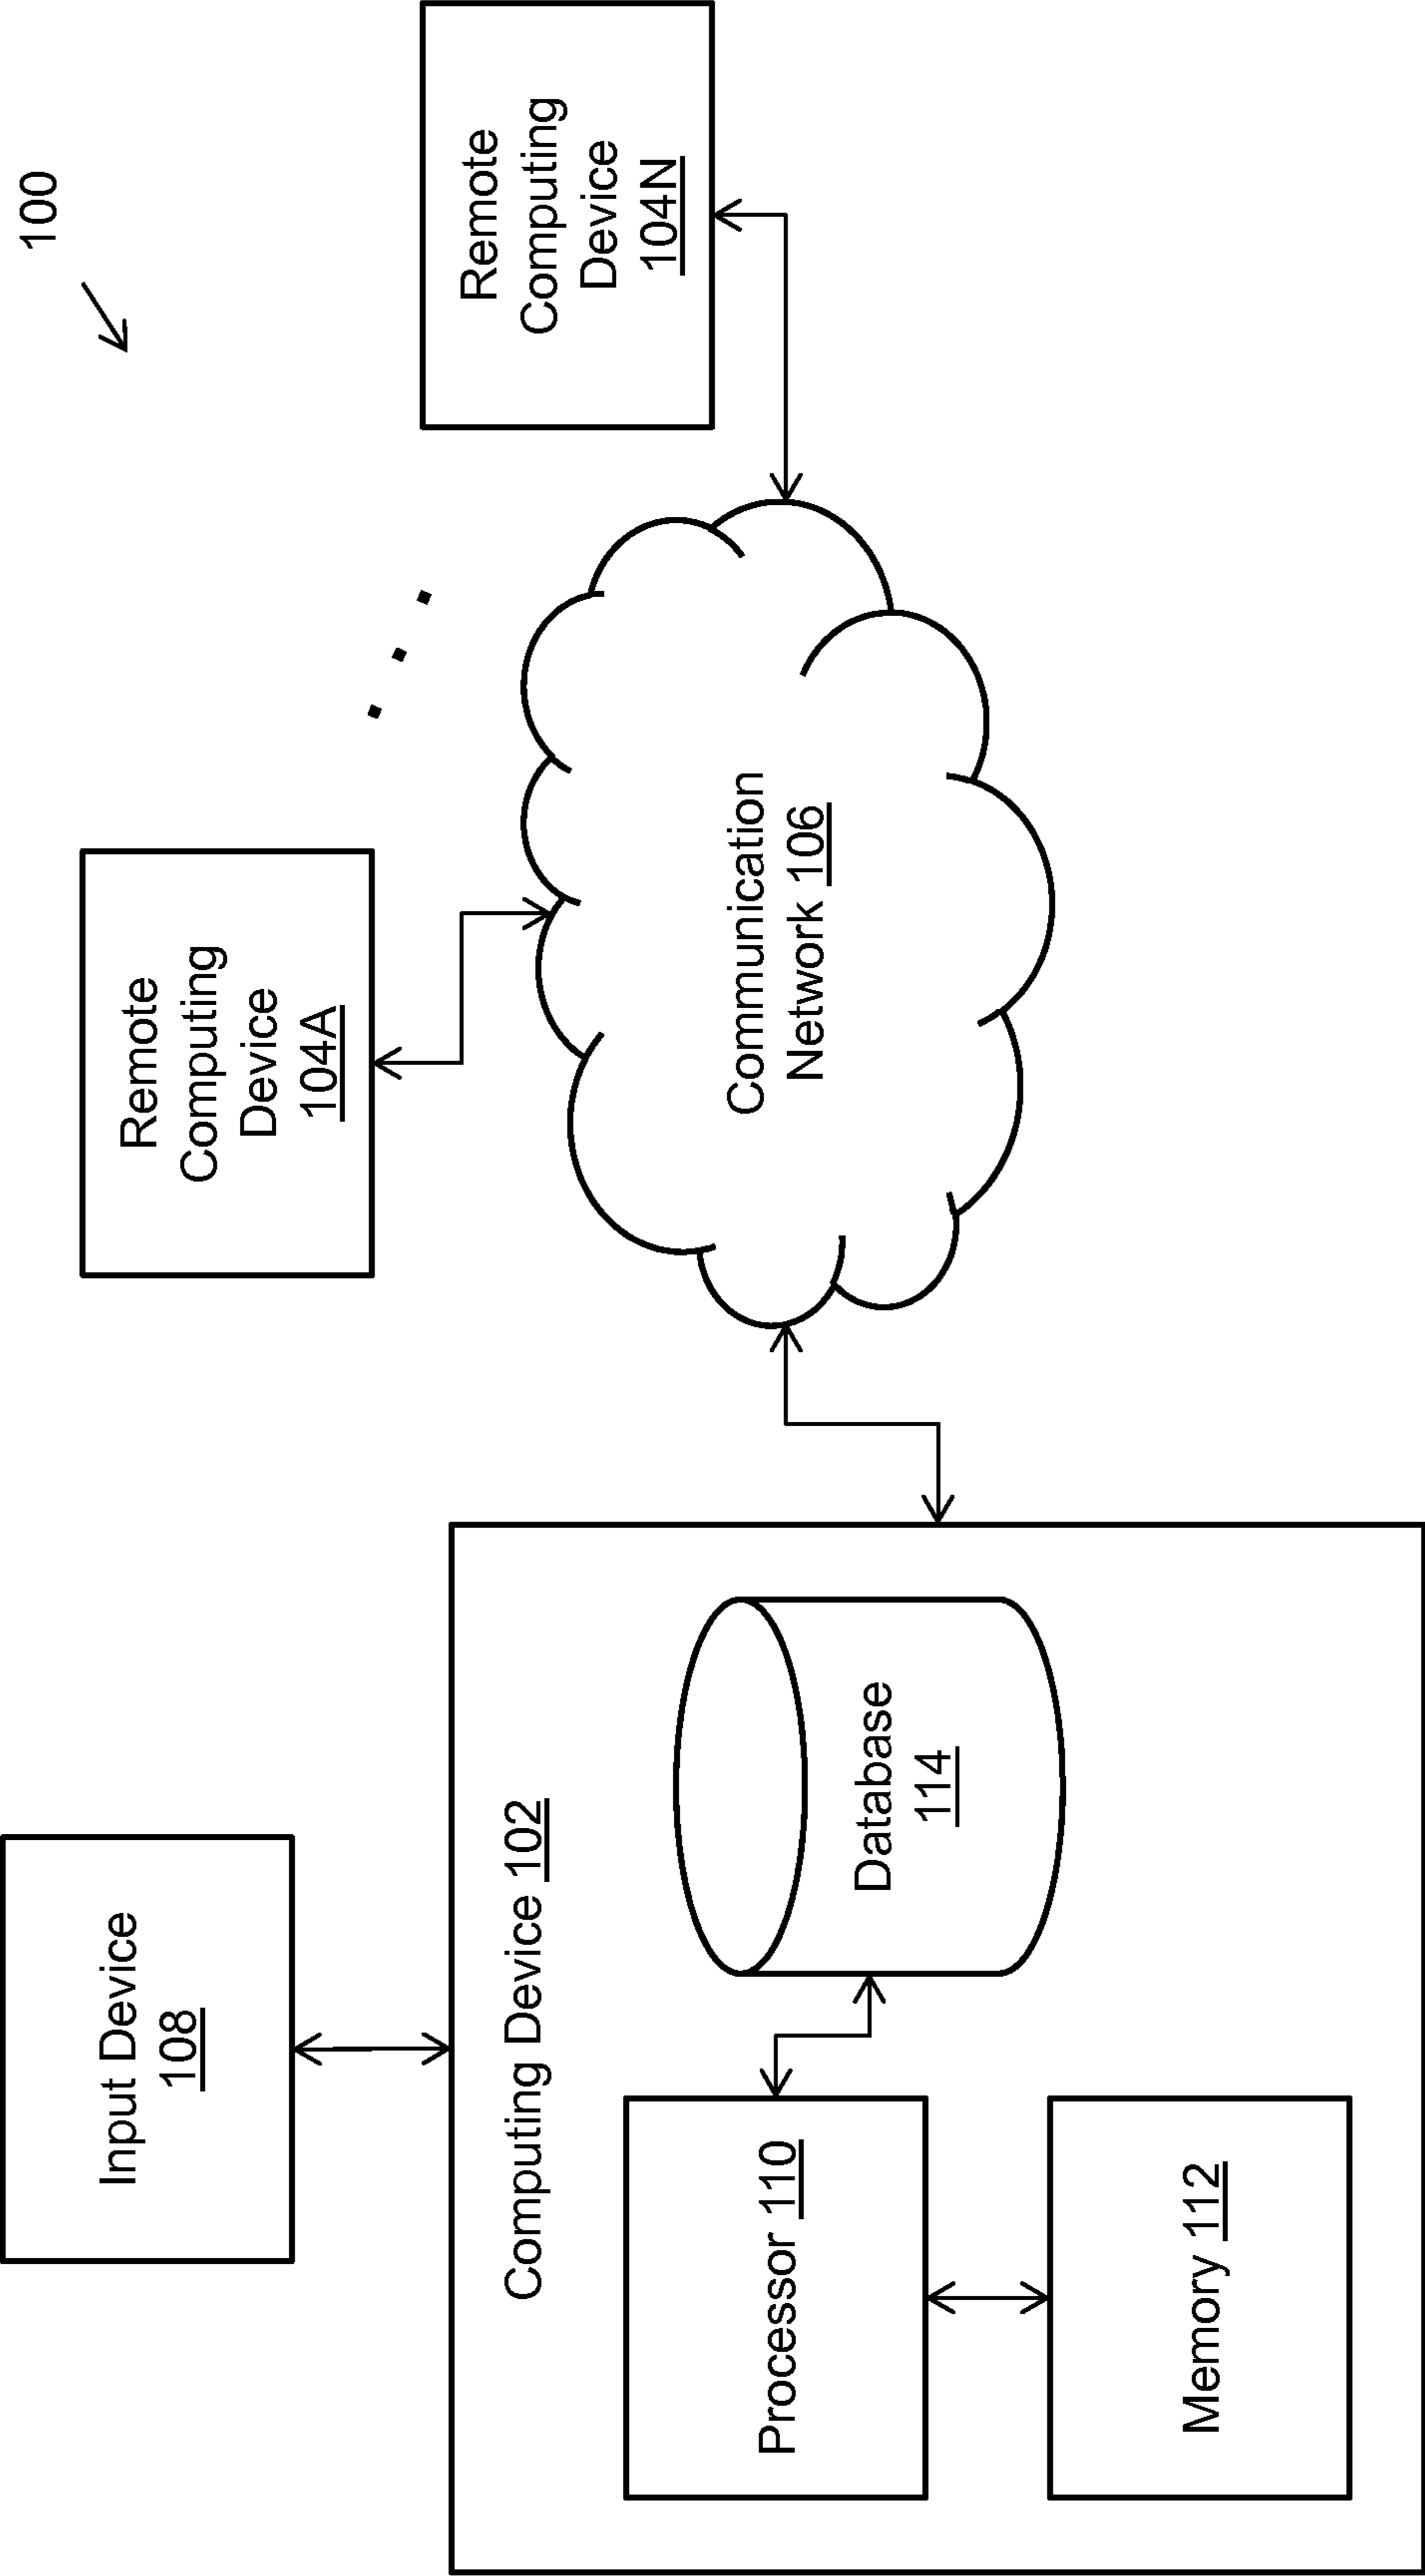 100
Input Device
108
Remote
Computing
Device
104A
Remote
Computing
Device
104N
Computing Device 102
Processor 110
Memory 112
Database
114
Communication
Network 106